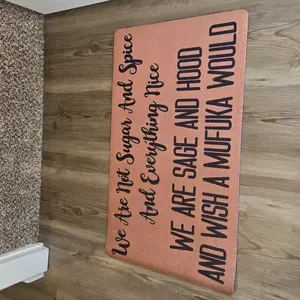 We Are Not Sugar And Spice
And Everything Nice
WE ARE SAGE AND HOOD
AND WISH A MUFUKA WOULD